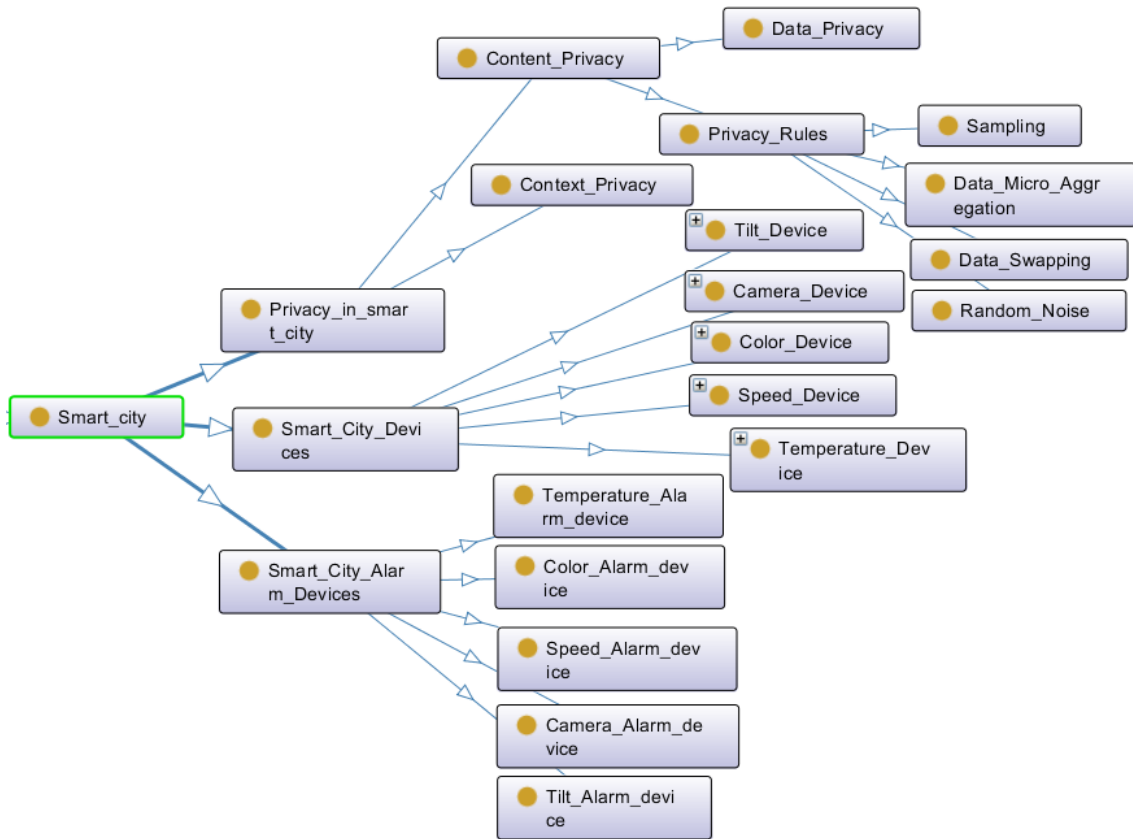 Data_Privacy
Content_Privacy
Sampling
Privacy_Rules
Context_Privacy
Data_Micro_Aggr
egation
Tilt_Device
Data_Swapping
Camera_Device
Random_Noise
Privacy_in_smar
t_city
Color_Device
Speed_Device
Smart_city
Smart_City_Devi
ces
Temperature_Dev
ice
Temperature_Ala
rm_device
Smart_City_Alar
m_Devices
Color_Alarm_dev
ice
Speed_Alarm_dev
ice
Camera_Alarm_de
vice
Tilt_Alarm_devi
ce